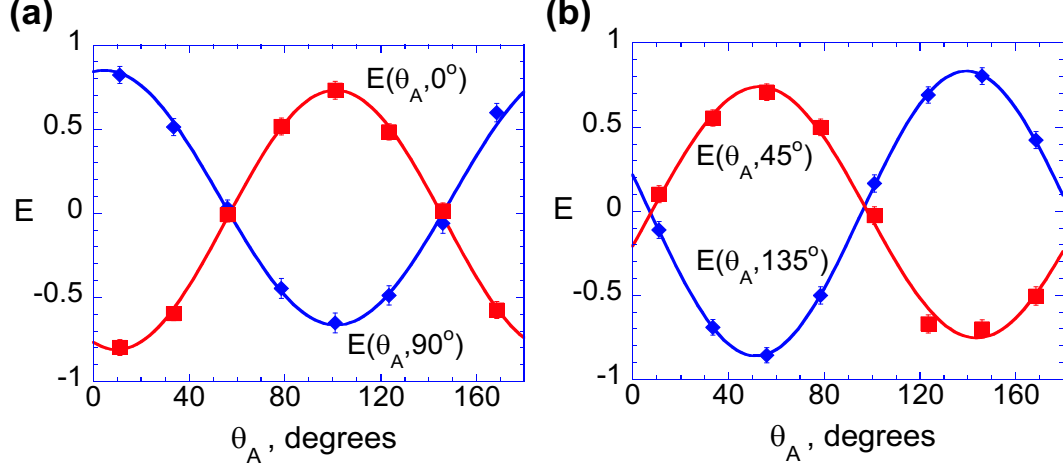 (a)
1
0.5
0
-0.5
-1
E
E(θA,0°)
E(θA,90°)
0 40 80 120 160
θA , degrees
(b)
1
0.5
0
-0.5
-1
E
E(θA,45°)
E(θA,135°)
0 40 80 120 160
θA , degrees